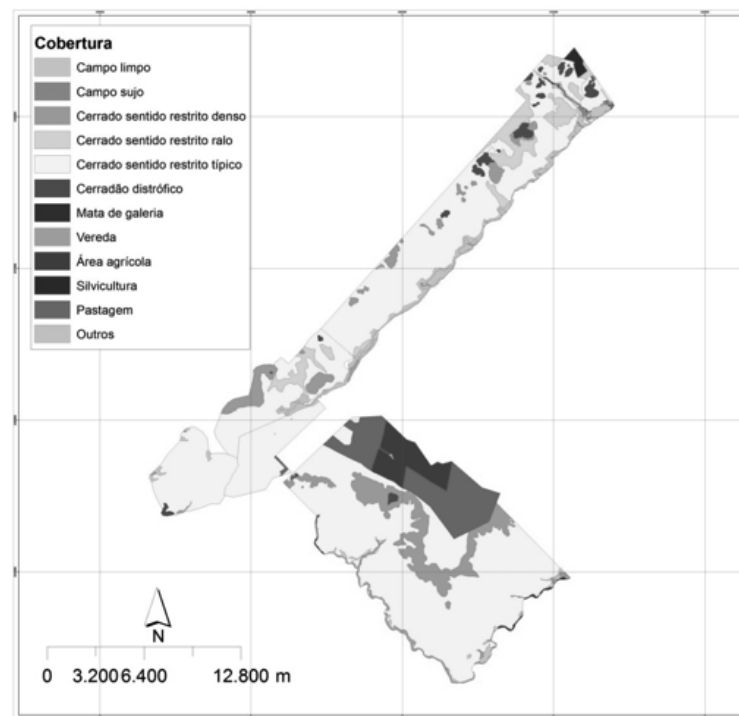 Cobertura
Campo limpo
Campo sujo
Cerrado sentido restrito denso
Cerrado sentido restrito ralo
Cerrado sentido restrito típico
Cerradão distrófico
Mata de galeria
Vereda
Área agrícola
Silvicultura
Pastagem
Outros
N
0 3.200 6.400 12.800 m